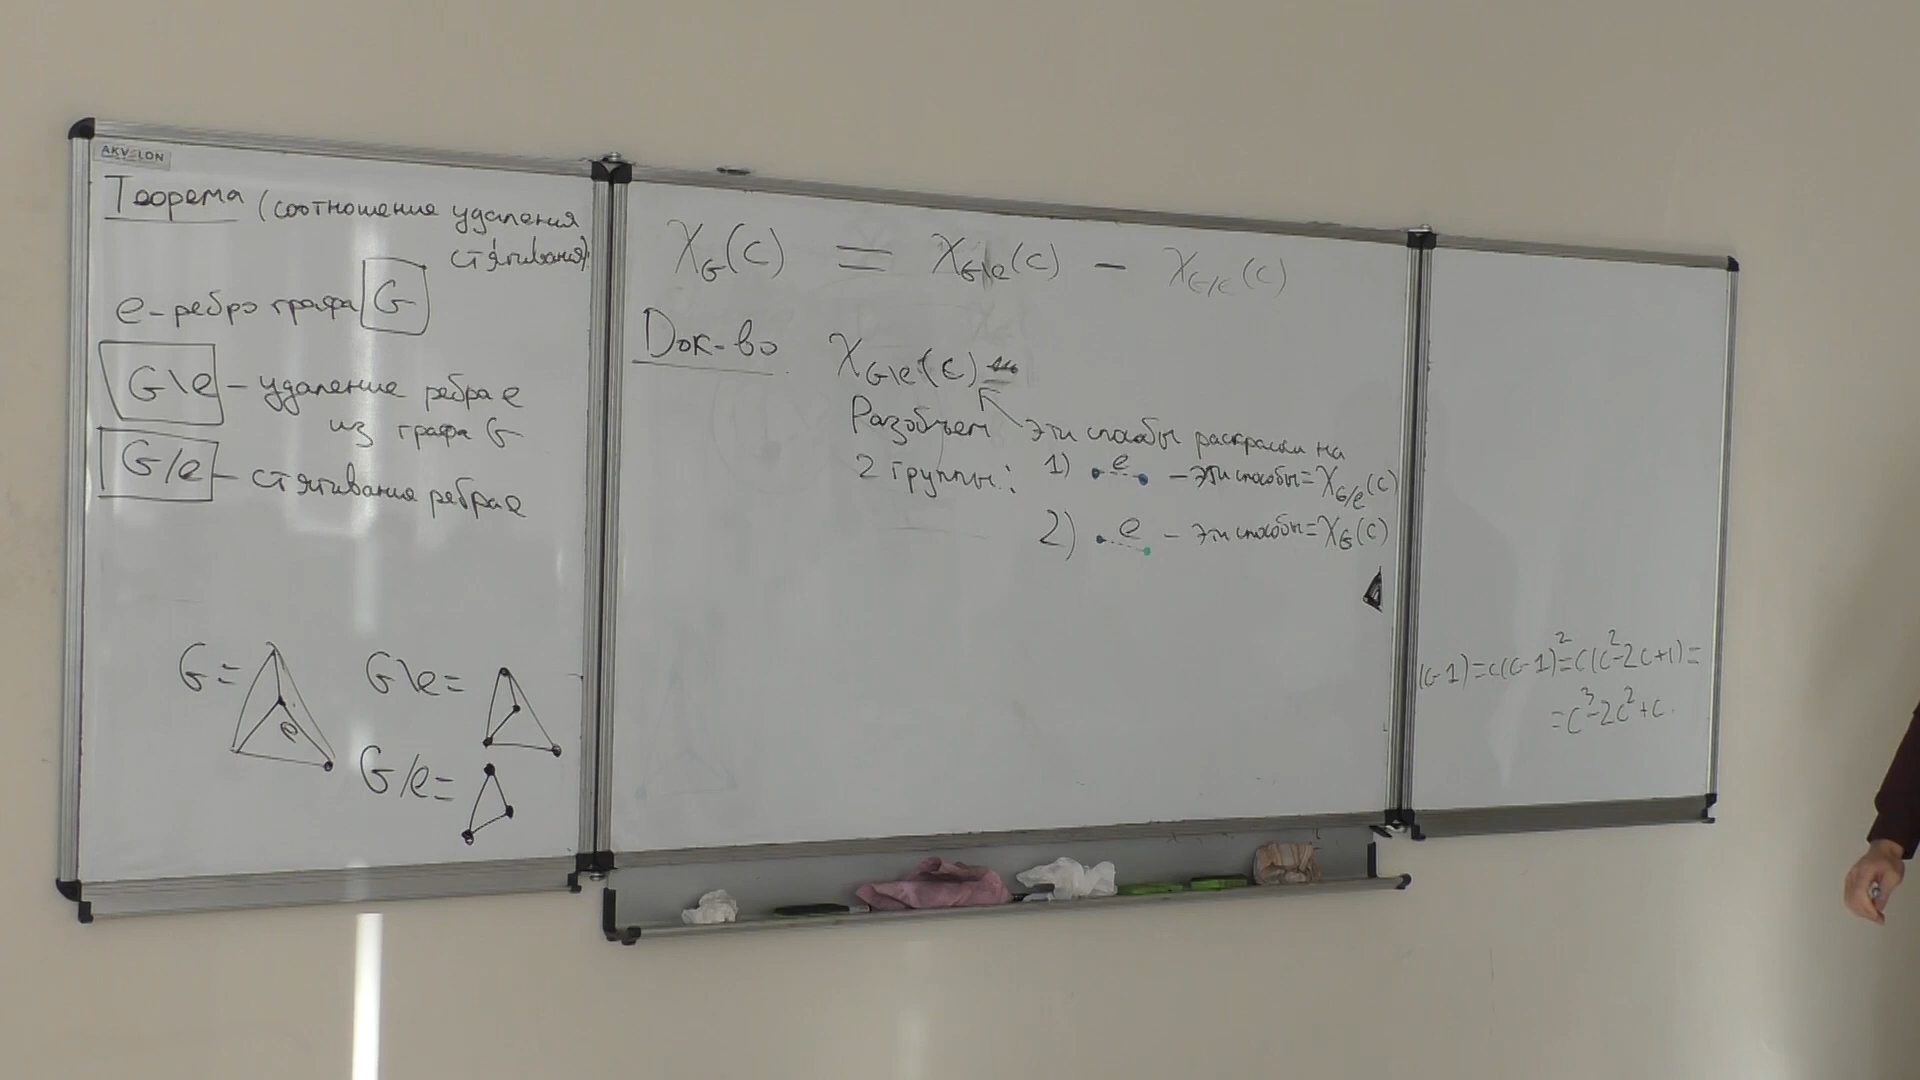 AKVELON
Теорема (соотношение удаления
стягивания)
e - ребро графа G
G\e - удаление ребра e
из графа G
G/e - стягивания ребра e
G=
e
G\e=
G/e=
χ_G(c) = χ_{G\e}(c) - χ_{G/e}(c)
Док-во χ_{G\e}(c)
Разобьем эти способы раскраски на
2 группы: 1) e - эти способы = χ_{G/e}(c)
2) e - эти способы = χ_G(c)
(c-1)=c(c-1)²=c(c²-2c+1)=
=c³-2c²+c.